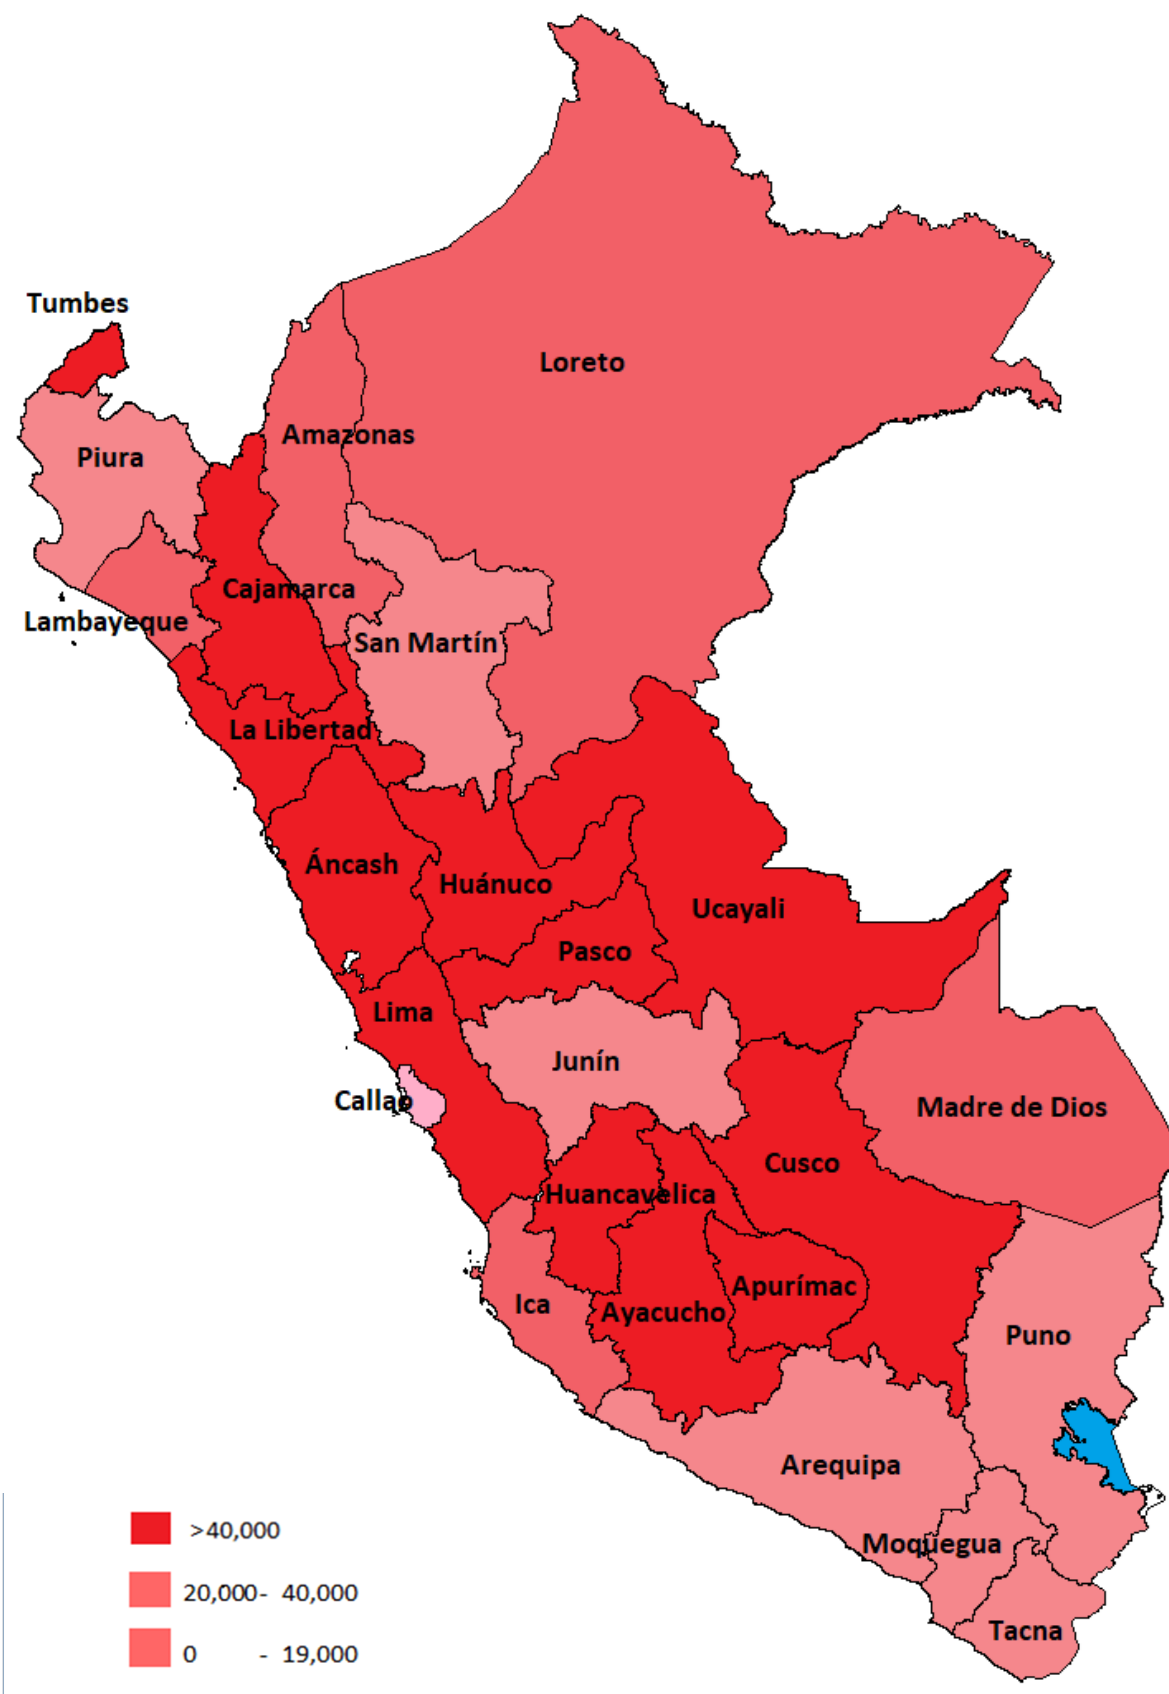 Tumbes
Loreto
Amazonas
Piura
Cajamarca
Lambayeque
San Martín
La Libertad
Áncash
Huánuco
Ucayali
Pasco
Lima
Junín
Callao
Madre de Dios
Cusco
Huancavelica
Apurímac
Ica
Ayacucho
Puno
Arequipa
Moquegua
Tacna
>40,000
20,000- 40,000
0 - 19,000